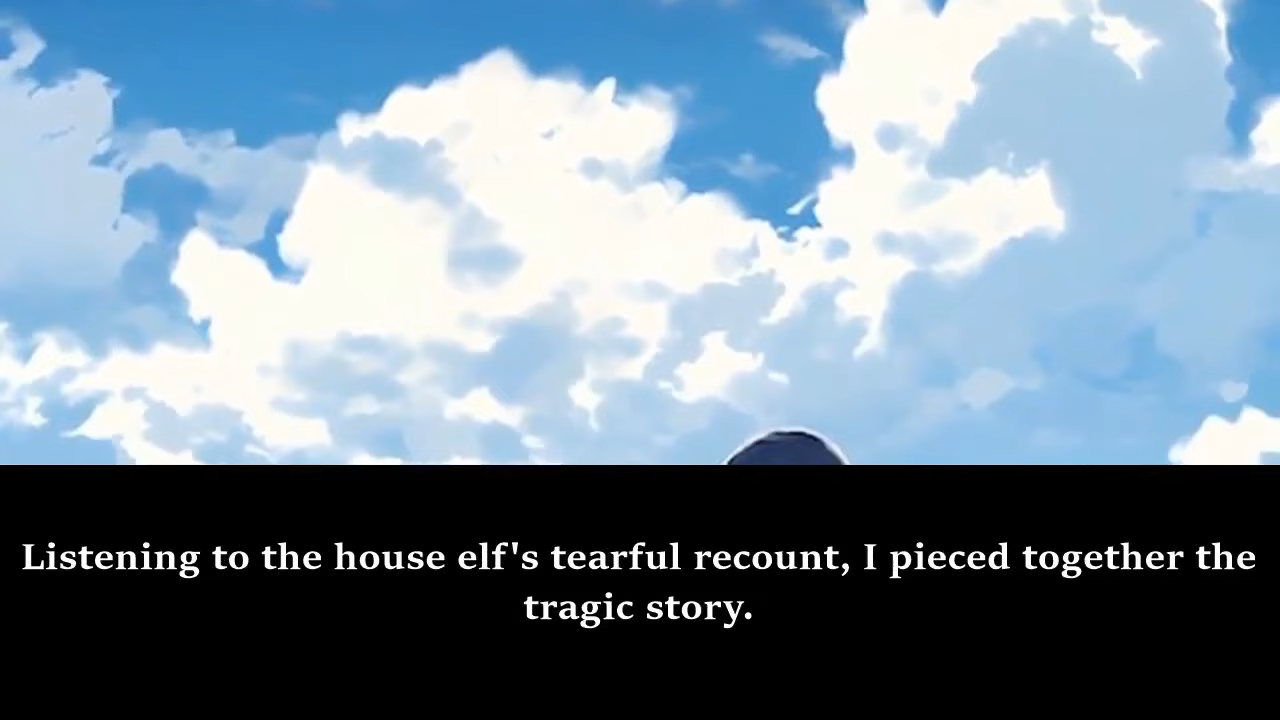 Listening to the house elf's tearful recount, I pieced together the
tragic story.